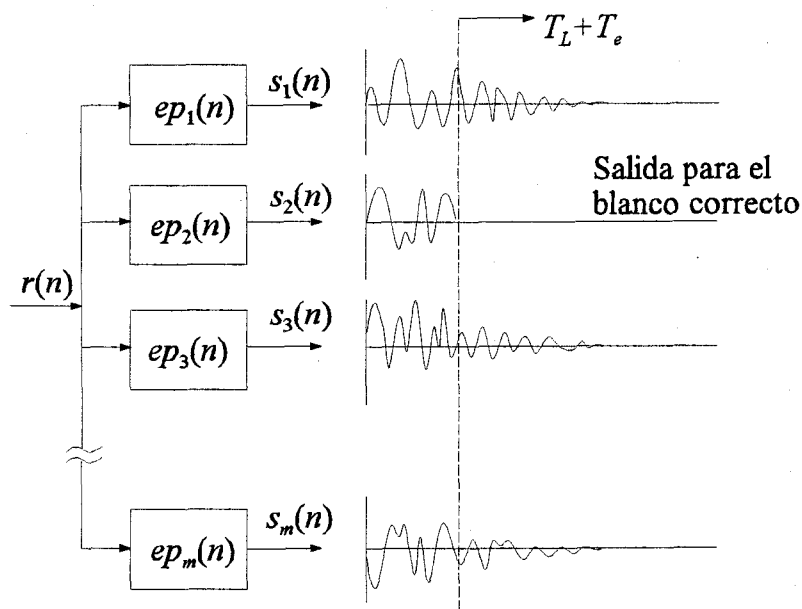 T_L + T_e
ep_1(n)
s_1(n)
Salida para el
blanco correcto
ep_2(n)
s_2(n)
r(n)
ep_3(n)
s_3(n)
ep_m(n)
s_m(n)